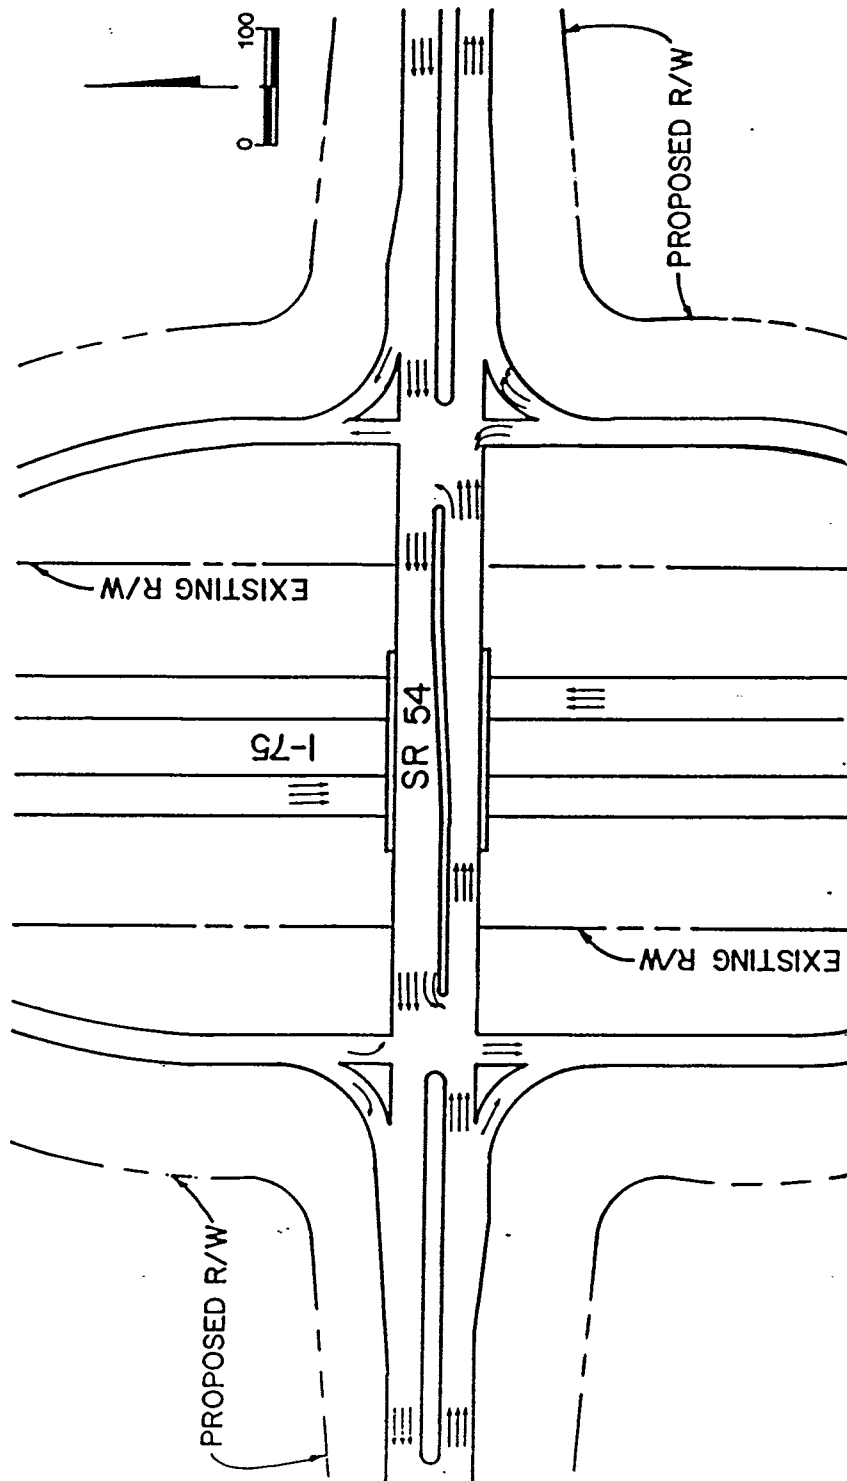 0
100
PROPOSED R/W
EXISTING R/W
I-75
SR 54
EXISTING R/W
PROPOSED R/W